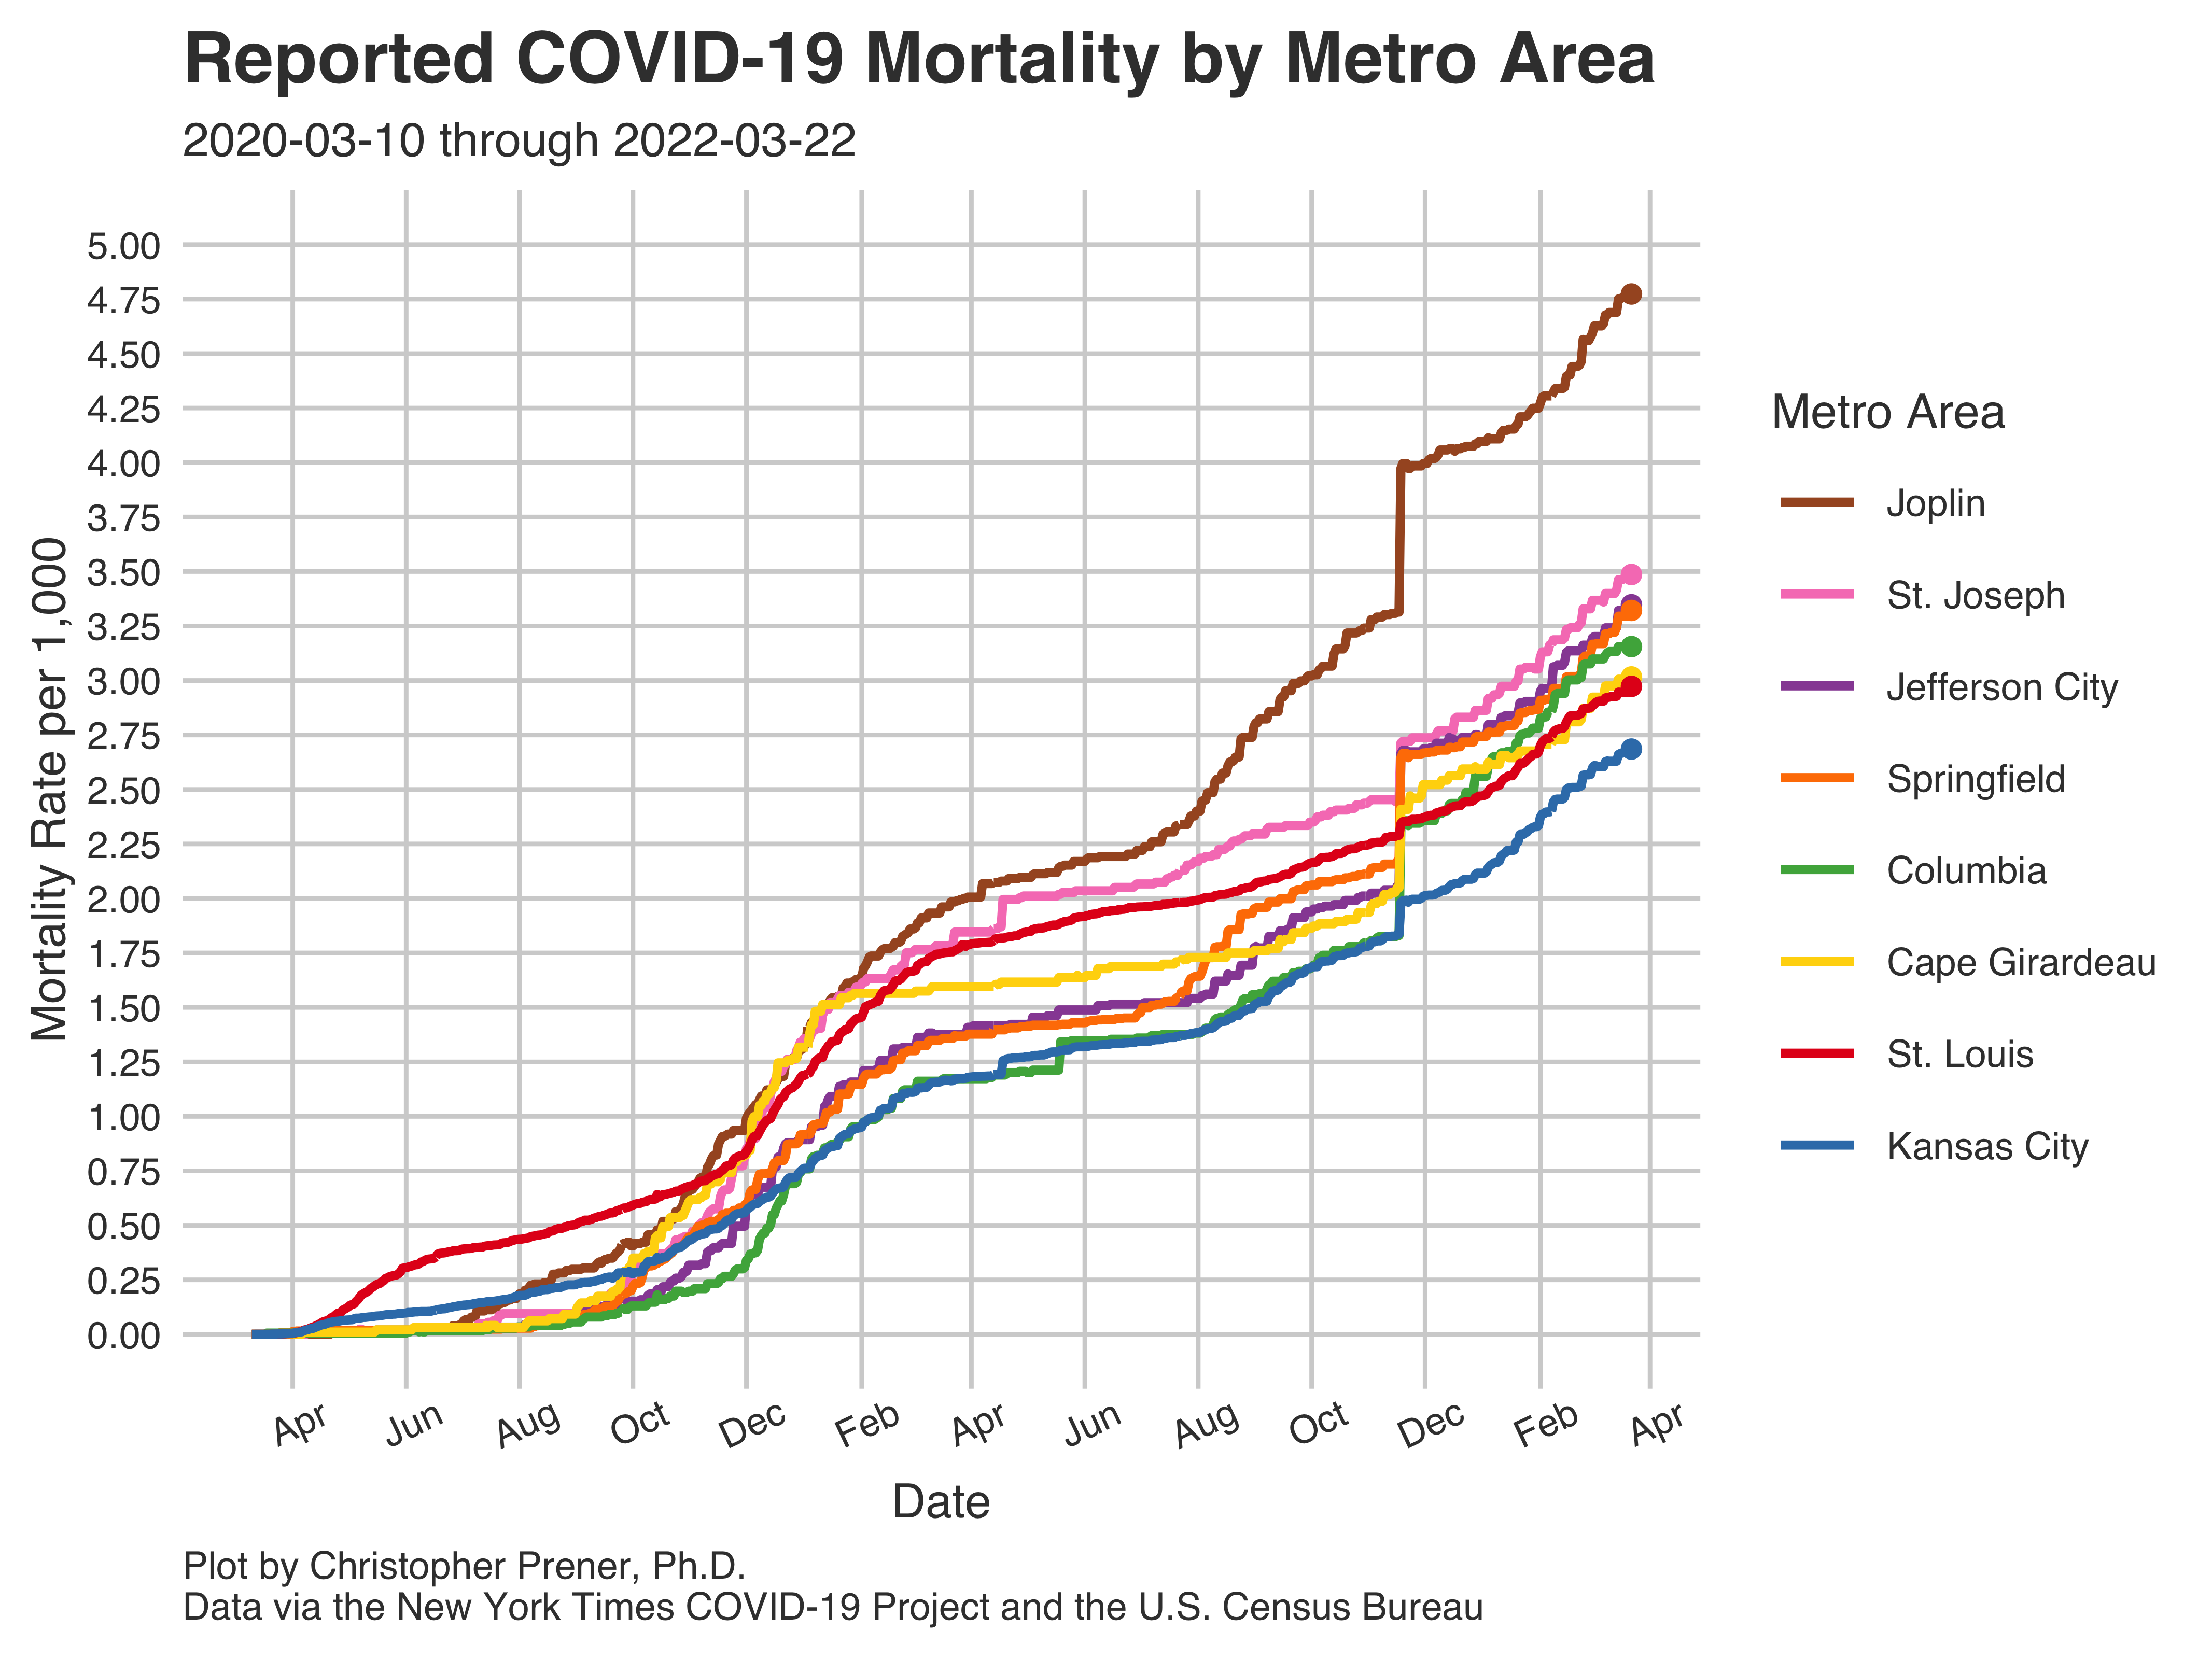 Reported COVID-19 Mortality by Metro Area
2020-03-10 through 2022-03-22
Mortality Rate per 1,000
5.00
4.75
4.50
4.25
4.00
3.75
3.50
3.25
3.00
2.75
2.50
2.25
2.00
1.75
1.50
1.25
1.00
0.75
0.50
0.25
0.00
Apr Jun Aug Oct Dec Feb Apr Jun Aug Oct Dec Feb Apr
Date
Metro Area
Joplin
St. Joseph
Jefferson City
Springfield
Columbia
Cape Girardeau
St. Louis
Kansas City
Plot by Christopher Prener, Ph.D.
Data via the New York Times COVID-19 Project and the U.S. Census Bureau